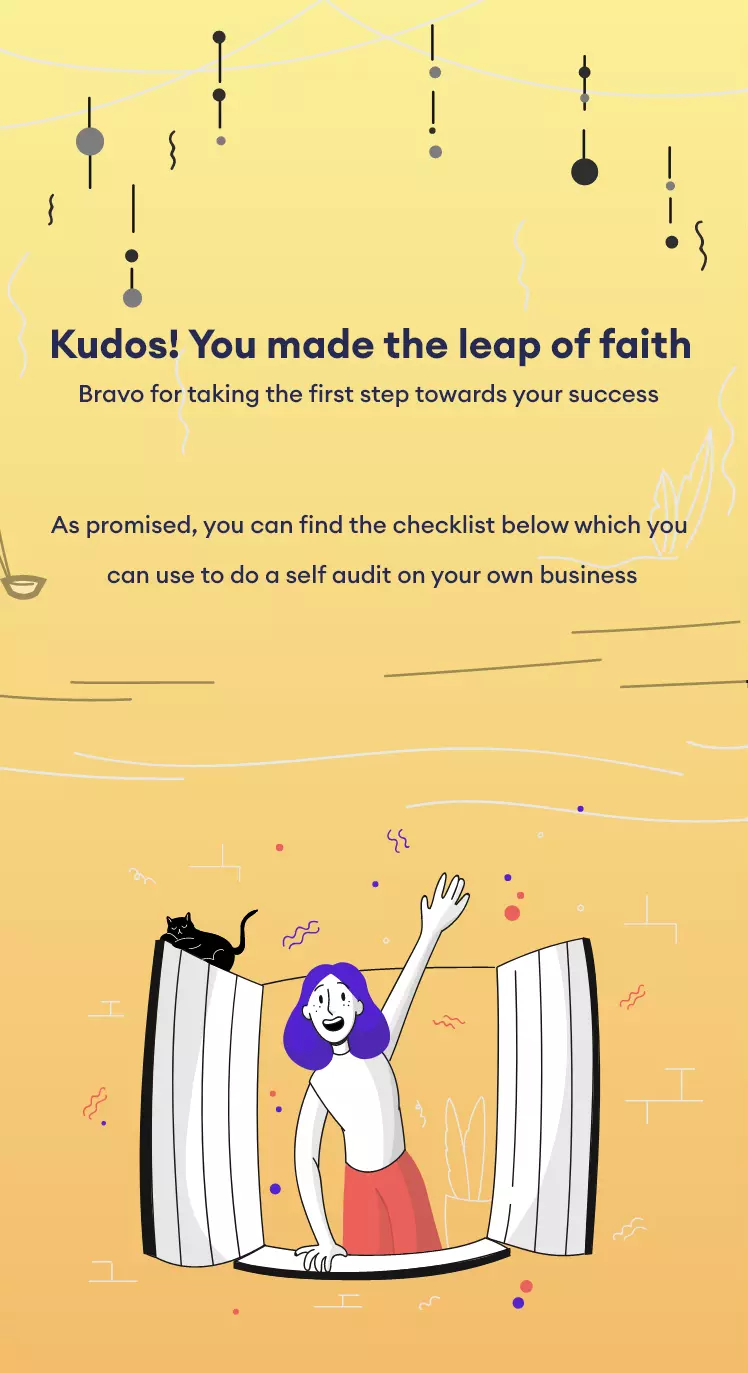 Kudos! You made the leap of faith
Bravo for taking the first step towards your success
As promised, you can find the checklist below which you
can use to do a self audit on your own business